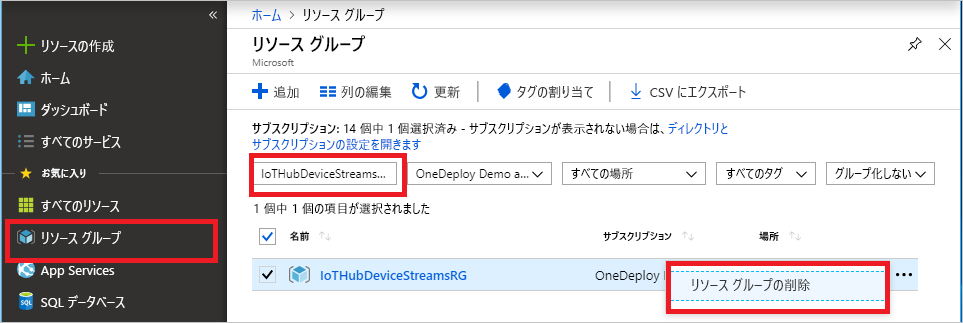 «
リソースの作成
ホーム
ダッシュボード
すべてのサービス
お気に入り
すべてのリソース
リソース グループ
App Services
SQL データベース
ホーム > リソース グループ
リソース グループ
Microsoft
追加 列の編集 更新 タグの割り当て CSV にエクスポート
サブスクリプション: 14 個中 1 個選択済み - サブスクリプションが表示されない場合は、ディレクトリと
サブスクリプションの設定を開きます
IoTHubDeviceStreams... OneDeploy Demo a... すべての場所 すべてのタグ グループ化しない
1 個中 1 個の項目が選択されました
名前 サブスクリプション 場所
IoTHubDeviceStreamsRG OneDeploy
リソース グループの削除